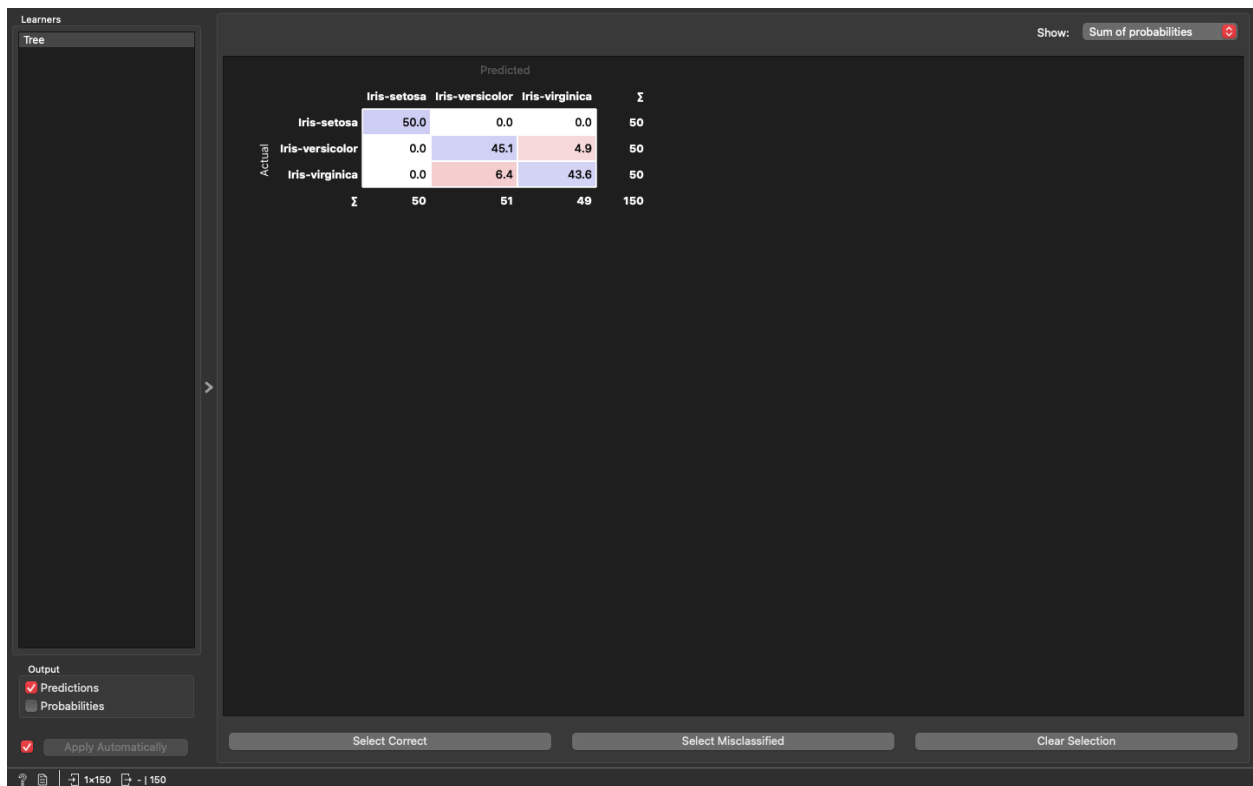 Learners
Tree
Show: Sum of probabilities
Predicted
Iris-setosa Iris-versicolor Iris-virginica Σ
Iris-setosa 50.0 0.0 0.0 50
Actual
Iris-versicolor 0.0 45.1 4.9 50
Iris-virginica 0.0 6.4 43.6 50
Σ 50 51 49 150
Output
Predictions
Probabilities
Apply Automatically
Select Correct Select Misclassified Clear Selection
? 1×150 - | 150